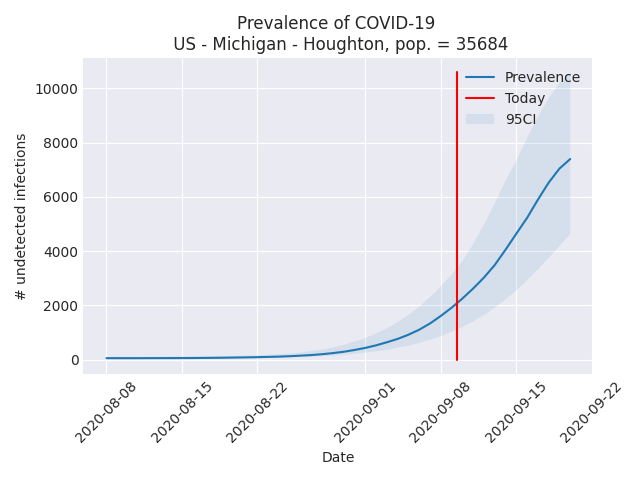 Prevalence of COVID-19
US - Michigan - Houghton, pop. = 35684
Prevalence
Today
95CI
# undetected infections
10000
8000
6000
4000
2000
0
2020-08-08
2020-08-15
2020-08-22
2020-09-01
2020-09-08
2020-09-15
2020-09-22
Date